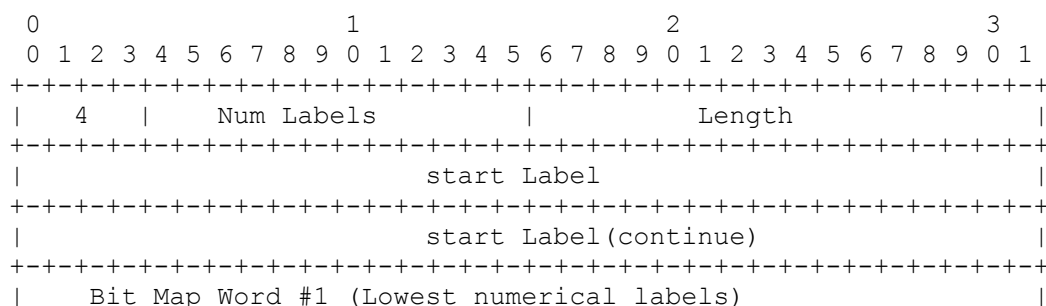 0 1 2 3
0 1 2 3 4 5 6 7 8 9 0 1 2 3 4 5 6 7 8 9 0 1 2 3 4 5 6 7 8 9 0 1
+-+-+-+-+-+-+-+-+-+-+-+-+-+-+-+-+-+-+-+-+-+-+-+-+-+-+-+-+-+-+-+-+
| 4 | Num Labels | Length |
+-+-+-+-+-+-+-+-+-+-+-+-+-+-+-+-+-+-+-+-+-+-+-+-+-+-+-+-+-+-+-+-+
| start Label |
+-+-+-+-+-+-+-+-+-+-+-+-+-+-+-+-+-+-+-+-+-+-+-+-+-+-+-+-+-+-+-+-+
| start Label(continue) |
+-+-+-+-+-+-+-+-+-+-+-+-+-+-+-+-+-+-+-+-+-+-+-+-+-+-+-+-+-+-+-+-+
| Bit Map Word #1 (Lowest numerical labels) |